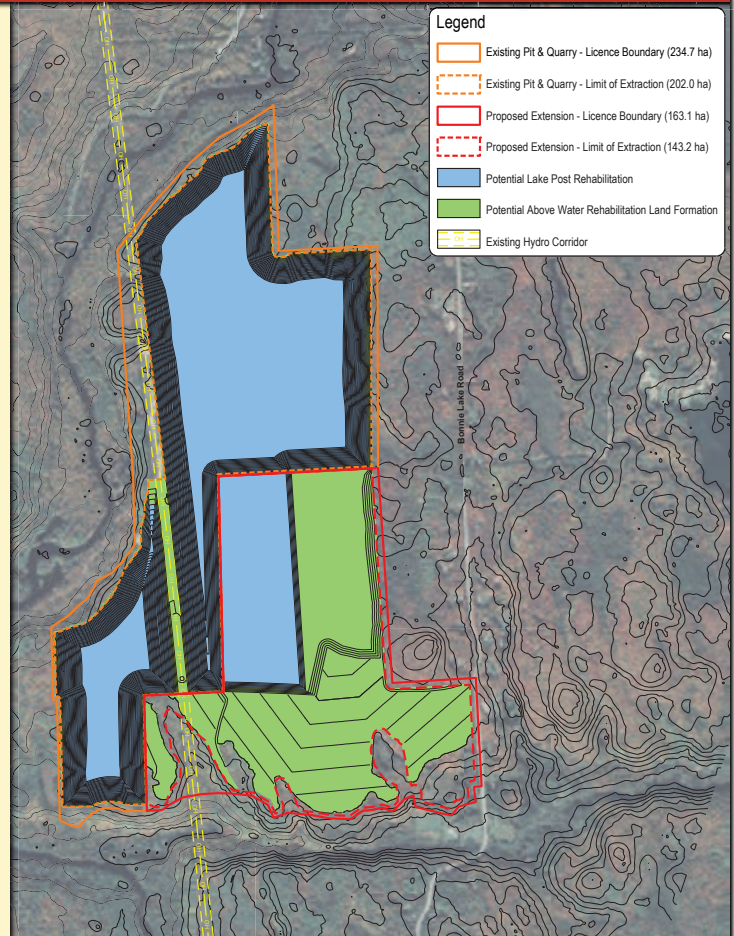 Legend
Existing Pit & Quarry - Licence Boundary (234.7 ha)
Existing Pit & Quarry - Limit of Extraction (202.0 ha)
Proposed Extension - Licence Boundary (163.1 ha)
Proposed Extension - Limit of Extraction (143.2 ha)
Potential Lake Post Rehabilitation
Potential Above Water Rehabilitation Land Formation
Existing Hydro Corridor
Bonnie Lake Road